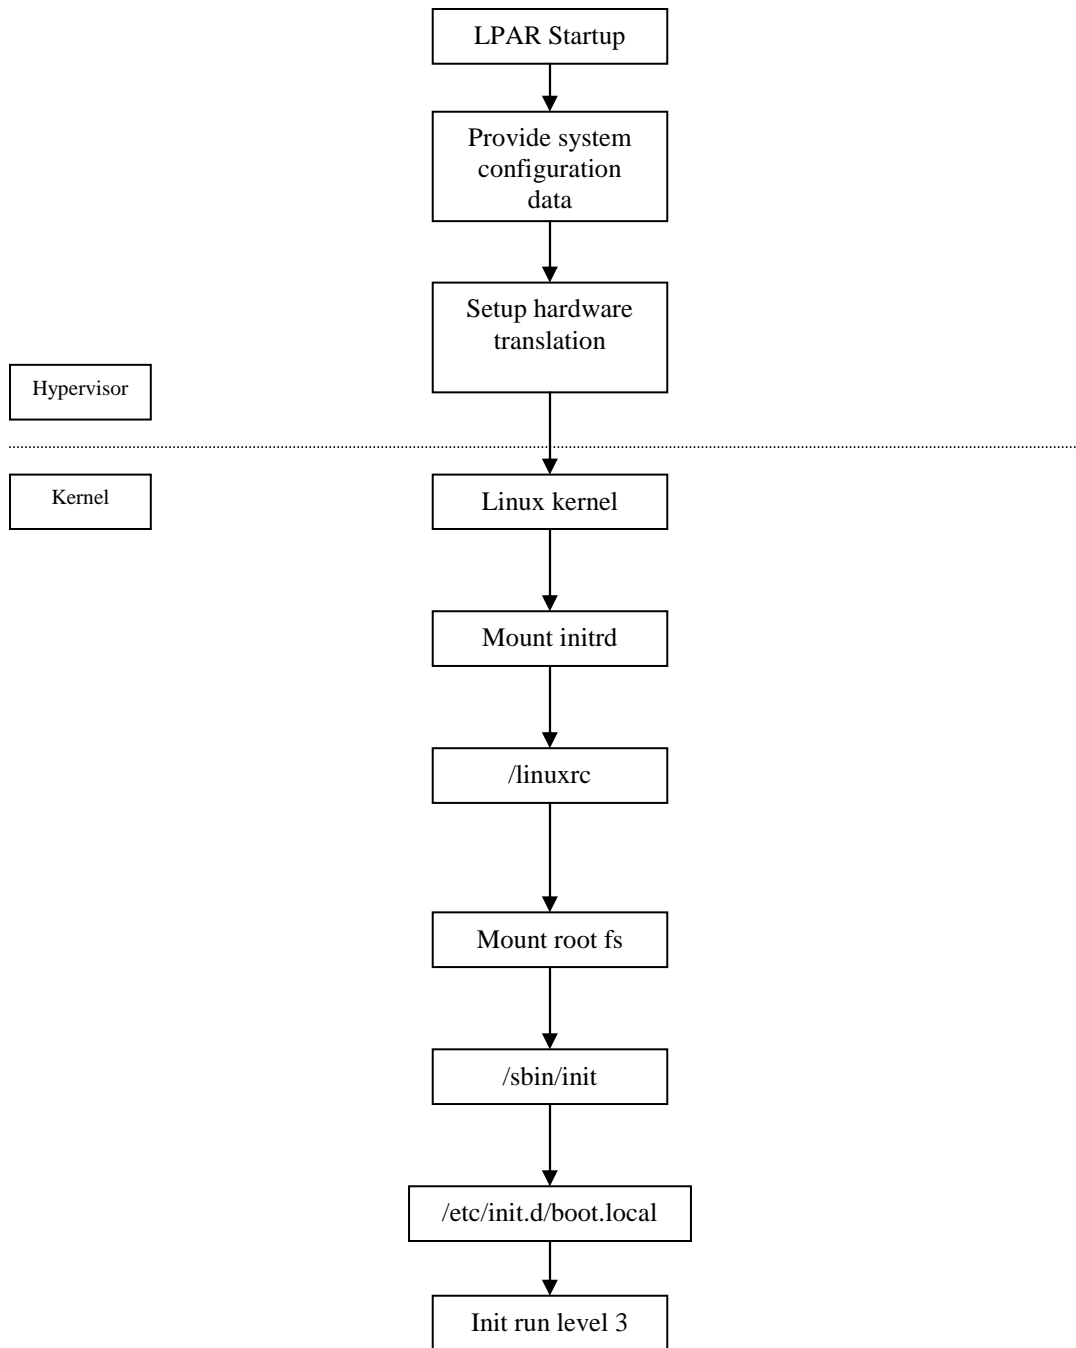 LPAR Startup
Provide system
configuration
data
Setup hardware
translation
Hypervisor
Kernel
Linux kernel
Mount initrd
/linuxrc
Mount root fs
/sbin/init
/etc/init.d/boot.local
Init run level 3